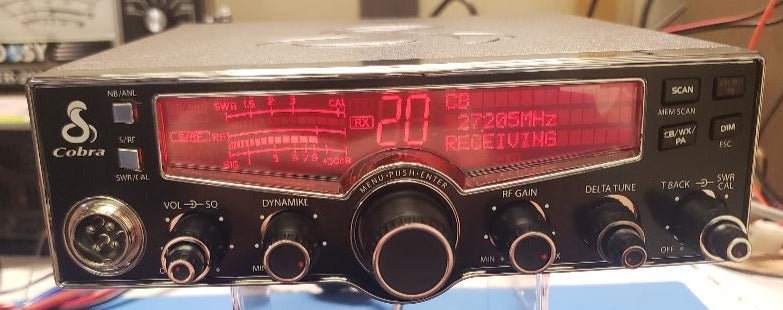 NB/ANL
Cobra
S/RF
SWR/CAL
SWR 1.5 2 3 CAL
RX
20
CB
27205MHz
RECEIVING
RF
SIG 3 5 7 9 +30dB
SCAN
MEM SCAN
CB/WX/
PA
DIM
ESC
MENU•PUSH•ENTER
VOL SQ
DYNAMIKE
MI
RF GAIN
MIN
X
DELTA TUNE
T BACK SWR
CAL
OFF